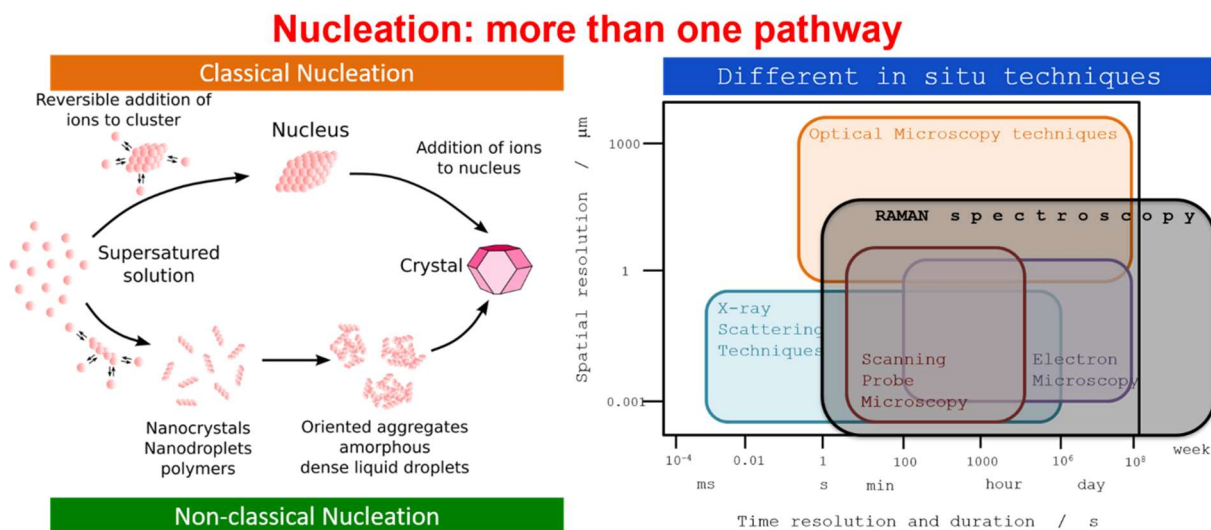 Nucleation: more than one pathway
Classical Nucleation
Reversible addition of
ions to cluster
Nucleus
Addition of ions
to nucleus
Supersatured
solution
Crystal
Nanocrystals
Nanodroplets
polymers
Oriented aggregates
amorphous
dense liquid droplets
Non-classical Nucleation
Different in situ techniques
Spatial resolution / µm
1000
1
0.001
Optical Microscopy techniques
RAMAN spectroscopy
X-ray
Scattering
Techniques
Scanning
Probe
Microscopy
Electron
Microscopy
10⁻⁴ 0.01 1 100 1000 10⁶ 10⁸ week
ms s min hour day
Time resolution and duration / s